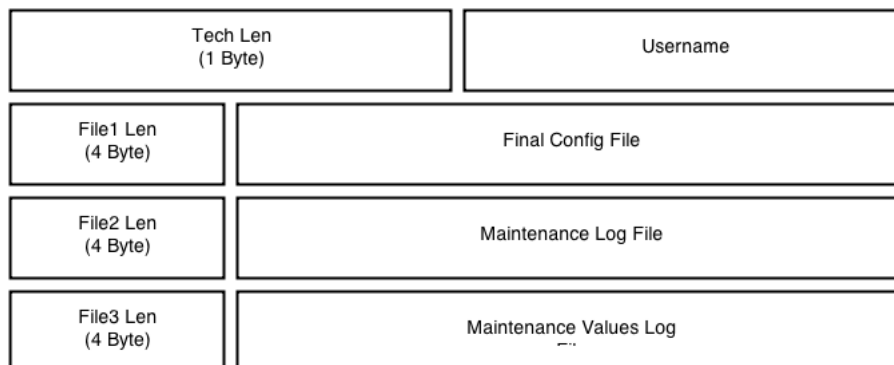 Tech Len
(1 Byte)
Username
File1 Len
(4 Byte)
Final Config File
File2 Len
(4 Byte)
Maintenance Log File
File3 Len
(4 Byte)
Maintenance Values Log